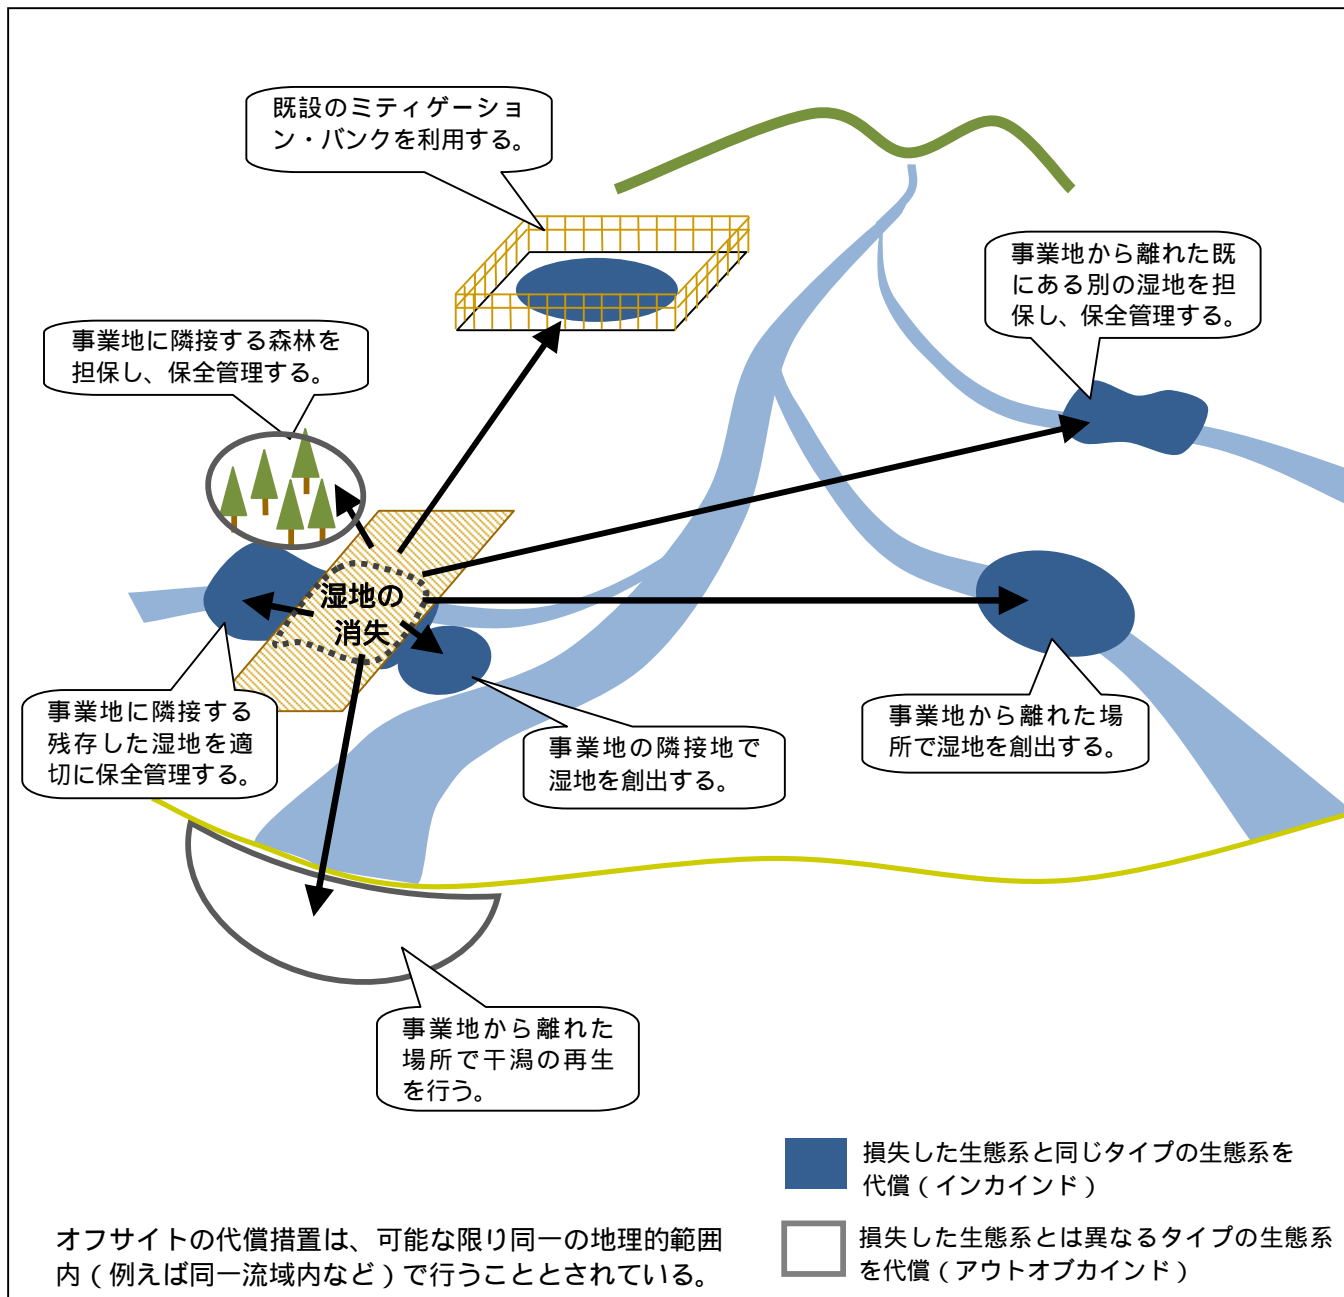 既設のミティゲーショ
ン・バンクを利用する。
事業地から離れた既
にある別の湿地を担
保し、保全管理する。
事業地に隣接する森林を
担保し、保全管理する。
湿地の
消失
事業地に隣接する
残存した湿地を適
切に保全管理する。
事業地の隣接地で
湿地を創出する。
事業地から離れた場
所で湿地を創出する。
事業地から離れた
場所で干潟の再生
を行う。
損失した生態系と同じタイプの生態系を
代償（インカインド）
損失した生態系とは異なるタイプの生態系
を代償（アウトオブカインド）
オフサイトの代償措置は、可能な限り同一の地理的範囲
内（例えば同一流域内など）で行うこととされている。